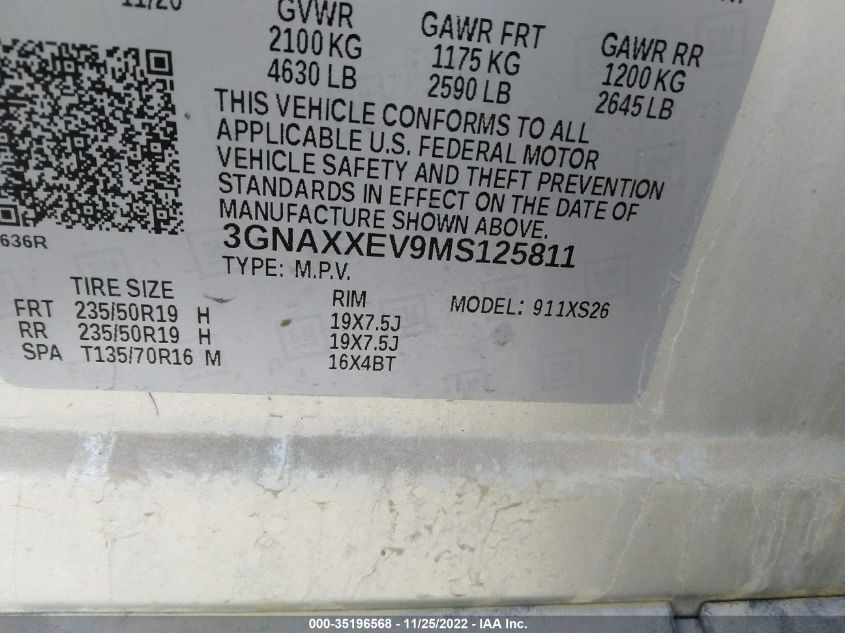 11/20
GVWR GAWR FRT GAWR RR
2100 KG 1175 KG 1200 KG
4630 LB 2590 LB 2645 LB
THIS VEHICLE CONFORMS TO ALL
APPLICABLE U.S. FEDERAL MOTOR
VEHICLE SAFETY AND THEFT PREVENTION
STANDARDS IN EFFECT ON THE DATE OF
MANUFACTURE SHOWN ABOVE.
636R
3GNAXXEV9MS125811
TYPE: M.P.V.
TIRE SIZE RIM MODEL: 911XS26
FRT 235/50R19 H 19X7.5J
RR 235/50R19 H 19X7.5J
SPA T135/70R16 M 16X4BT
000-35196568 - 11/25/2022 - IAA Inc.